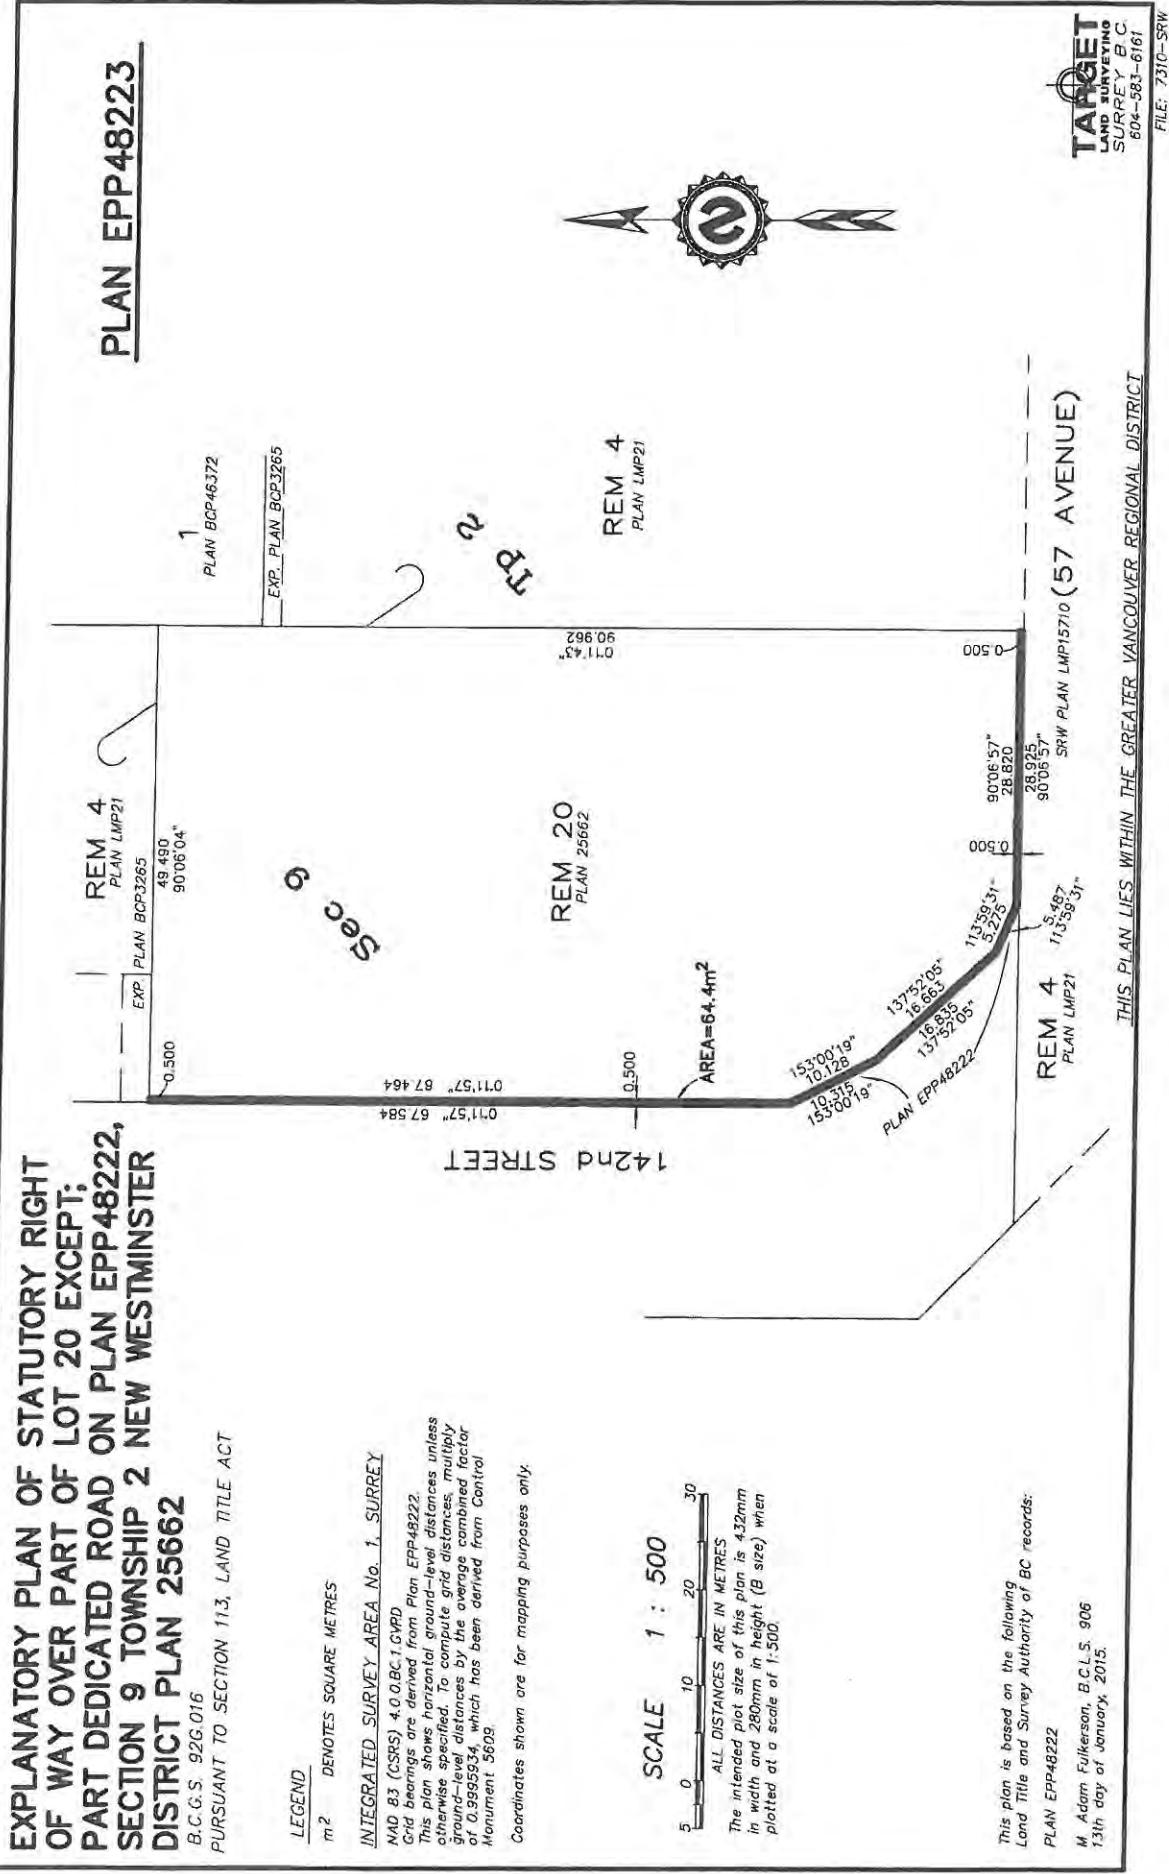 EXPLANATORY PLAN OF STATUTORY RIGHT
OF WAY OVER PART OF LOT 20 EXCEPT;
PART DEDICATED ROAD ON PLAN EPP48222,
SECTION 9 TOWNSHIP 2 NEW WESTMINSTER
DISTRICT PLAN 25662
B.C.G.S. 92G.016
PURSUANT TO SECTION 113, LAND TITLE ACT
PLAN EPP48223
LEGEND
m² DENOTES SQUARE METRES
INTEGRATED SURVEY AREA No. 1, SURREY
NAD 83 (CSRS) 4.0.0.BC.1.GVRD
Grid bearings are derived from Plan EPP48222.
This plan shows horizontal ground-level distances unless
otherwise specified. To compute grid distances, multiply
ground-level distances by the average combined factor
of 0.9995934, which has been derived from Control
Monument 5609.
Coordinates shown are for mapping purposes only.
SCALE 1 : 500
5 0 10 20 30
ALL DISTANCES ARE IN METRES
The intended plot size of this plan is 432mm
in width and 280mm in height (B size) when
plotted at a scale of 1:500.
This plan is based on the following
Land Title and Survey Authority of BC records:
PLAN EPP48222
M. Adam Fulkerson, B.C.L.S. 906
13th day of January, 2015.
REM 4
PLAN LMP21
EXP. PLAN BCP3265
49.490
90°06'04"
0.500
1
PLAN BCP46372
EXP. PLAN BCP3265
Sec 9
Tp 2
142nd STREET
0°11'57" 67.584
0°11'57" 67.464
0.500
REM 20
PLAN 25662
0°11'43"
90.962
REM 4
PLAN LMP21
AREA=64.4m²
153°00'19"
10.128
10.315
153°00'19"
137°52'05"
16.663
16.835
137°52'05"
PLAN EPP48222
113°59'31"
5.275
5.487
113°59'31"
0.500
90°06'57"
28.820
28.925
90°06'57"
0.500
REM 4
PLAN LMP21
SRW PLAN LMP15710 (57 AVENUE)
THIS PLAN LIES WITHIN THE GREATER VANCOUVER REGIONAL DISTRICT
TARGET
LAND SURVEYING
SURREY B.C.
604-583-6161
FILE: 7310-SRW